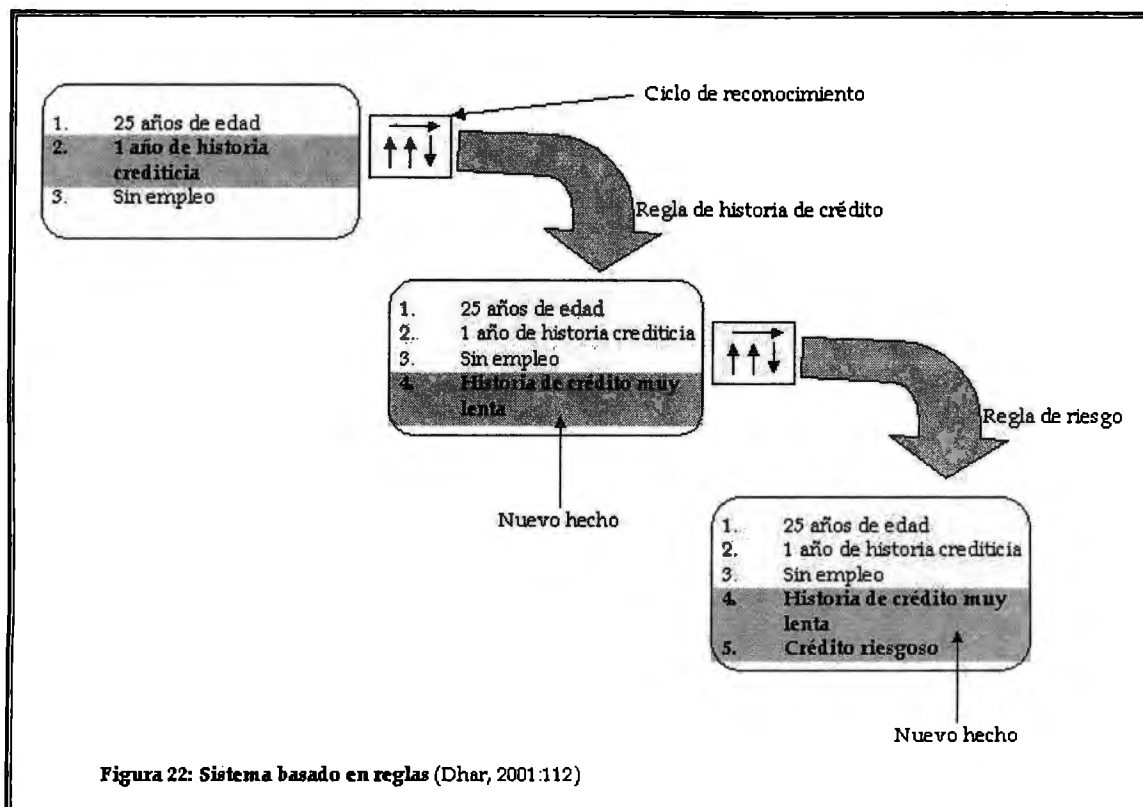 Ciclo de reconocimiento
1. 25 años de edad
2. 1 año de historia
crediticia
3. Sin empleo
Regla de historia de crédito
1. 25 años de edad
2. 1 año de historia crediticia
3. Sin empleo
4. Historia de crédito muy
lenta
Regla de riesgo
Nuevo hecho
1. 25 años de edad
2. 1 año de historia crediticia
3. Sin empleo
4. Historia de crédito muy
lenta
5. Crédito riesgoso
Nuevo hecho
Figura 22: Sistema basado en reglas (Dhar, 2001:112)